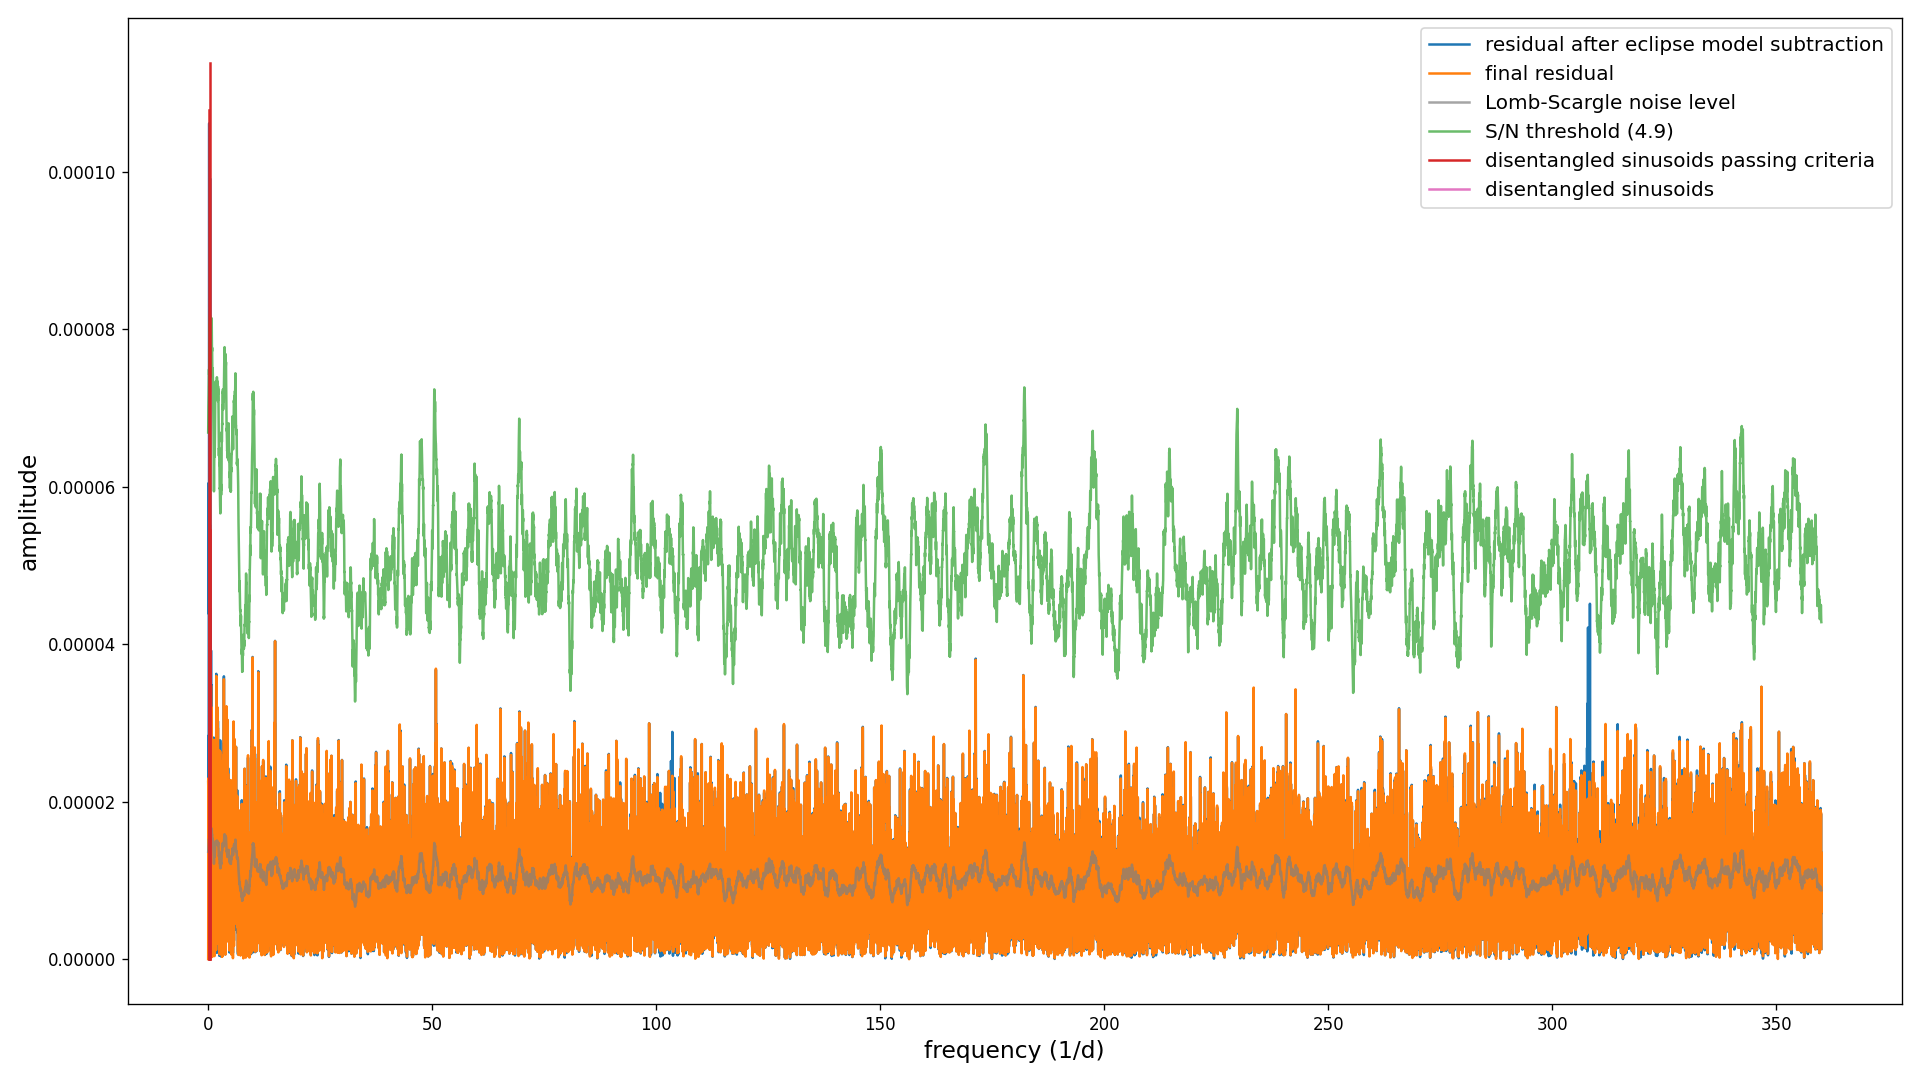 residual after eclipse model subtraction
final residual
Lomb-Scargle noise level
S/N threshold (4.9)
disentangled sinusoids passing criteria
disentangled sinusoids
amplitude
0.00010
0.00008
0.00006
0.00004
0.00002
0.00000
0 50 100 150 200 250 300 350
frequency (1/d)